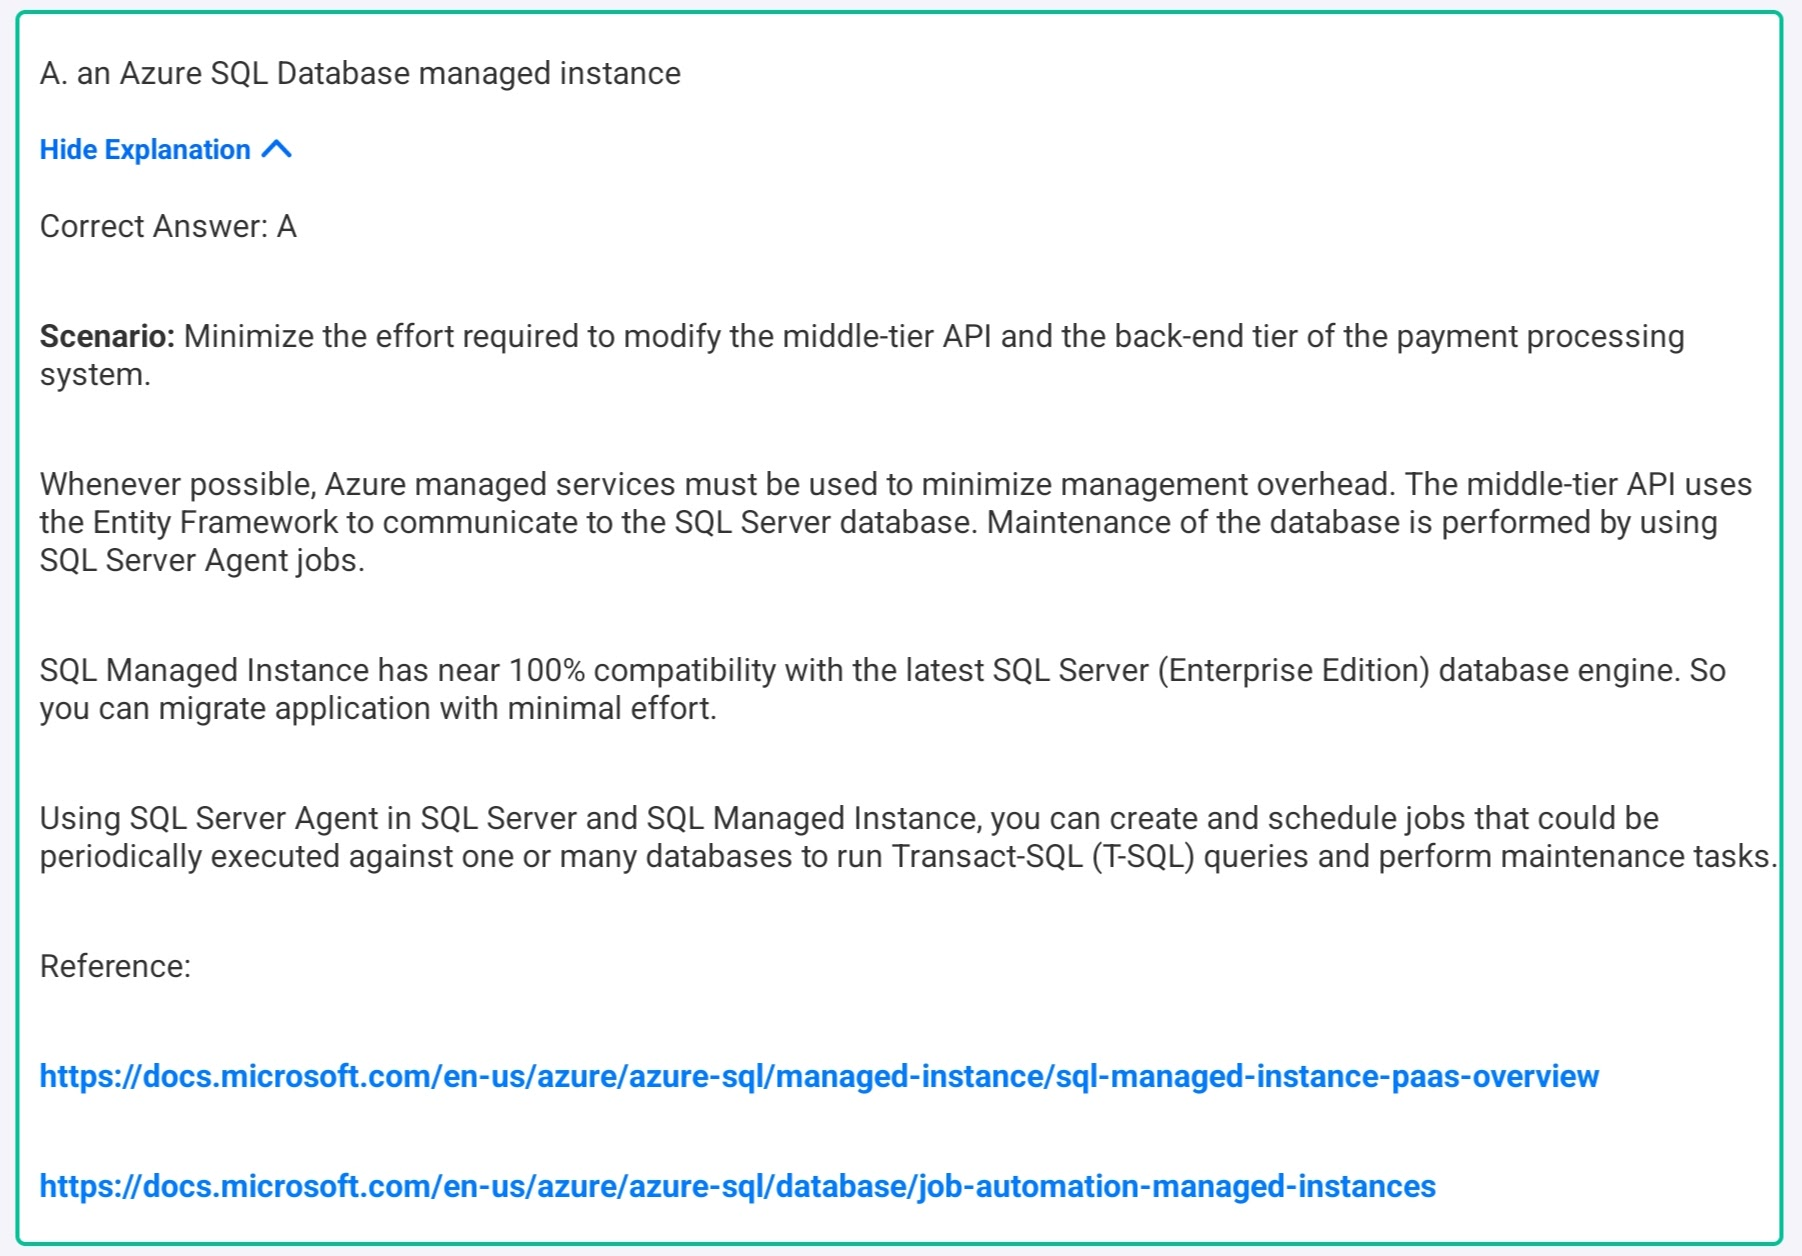 A. an Azure SQL Database managed instance
Hide Explanation
Correct Answer: A
Scenario: Minimize the effort required to modify the middle-tier API and the back-end tier of the payment processing
system.
Whenever possible, Azure managed services must be used to minimize management overhead. The middle-tier API uses
the Entity Framework to communicate to the SQL Server database. Maintenance of the database is performed by using
SQL Server Agent jobs.
SQL Managed Instance has near 100% compatibility with the latest SQL Server (Enterprise Edition) database engine. So
you can migrate application with minimal effort.
Using SQL Server Agent in SQL Server and SQL Managed Instance, you can create and schedule jobs that could be
periodically executed against one or many databases to run Transact-SQL (T-SQL) queries and perform maintenance tasks.
Reference:
https://docs.microsoft.com/en-us/azure/azure-sql/managed-instance/sql-managed-instance-paas-overview
https://docs.microsoft.com/en-us/azure/azure-sql/database/job-automation-managed-instances